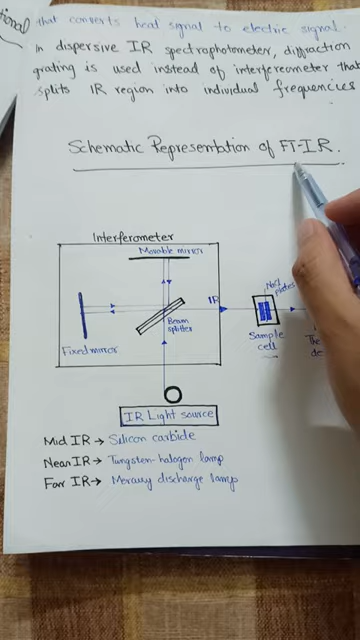 that converts heat signal to electric signal.
In dispersive IR spectrophotometer, diffraction
grating is used instead of interfereometer that
splits IR region into individual frequencies
Schematic Representation of FT-IR.
Interferometer
Movable mirror
IR
NaCl plates
Beam splitter
Fixed mirror
Sample cell
The
de
IR Light source
Mid IR → Silicon carbide
Near IR → Tungsten-halogen lamp
Far IR → Mercury discharge lamp